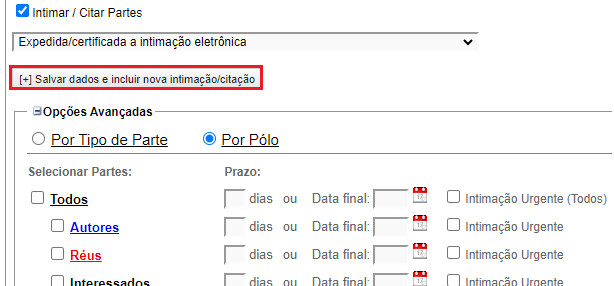 Intimar / Citar Partes
Expedida/certificada a intimação eletrônica
[+] Salvar dados e incluir nova intimação/citação
Opções Avançadas
Por Tipo de Parte Por Pólo
Selecionar Partes: Prazo:
Todos dias ou Data final: Intimação Urgente (Todos)
Autores dias ou Data final: Intimação Urgente
Réus dias ou Data final: Intimação Urgente
Interessados dias ou Data final: Intimação Urgente